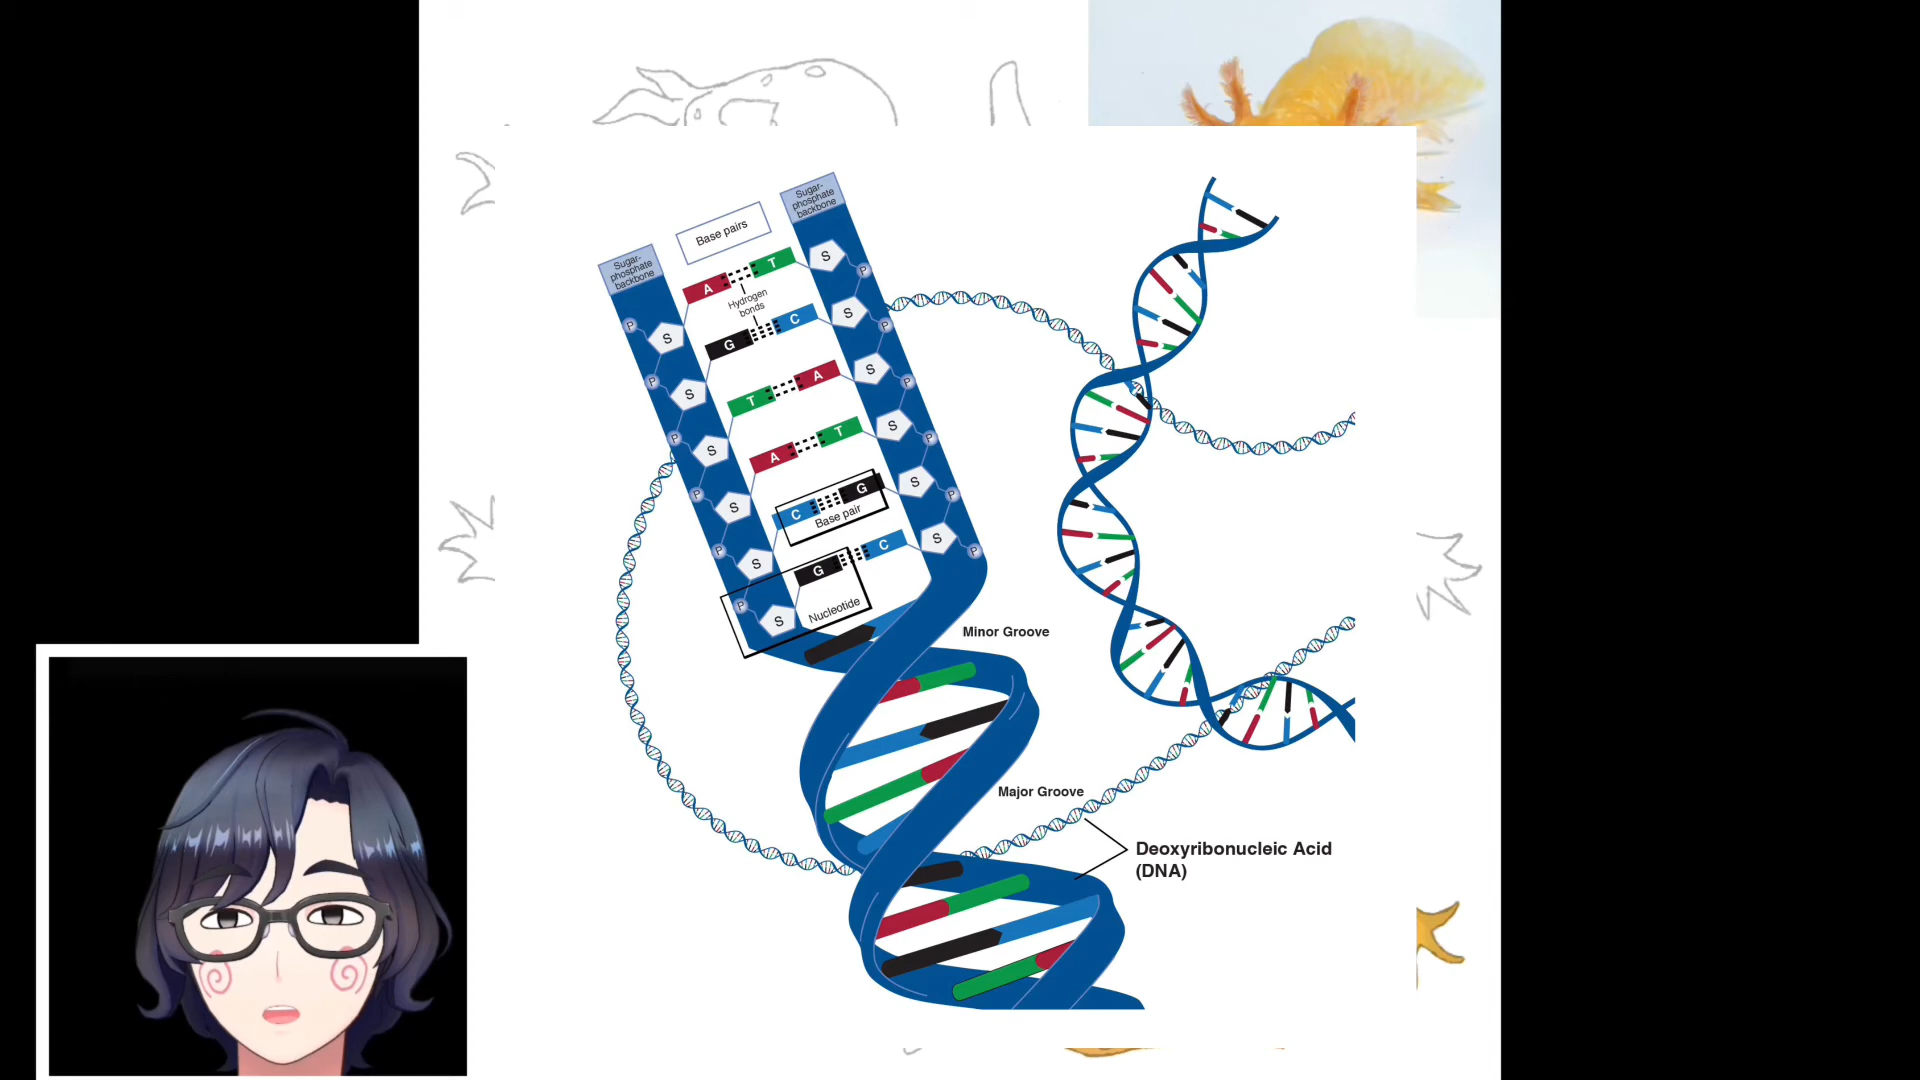 Sugar-
phosphate
backbone
Base pairs
Sugar-
phosphate
backbone
A T S P
Hydrogen
bonds
P S G C S P
P S T A S P
P S A T S P
P S C G S P
Base pair
P S G C S P
P S Nucleotide
Minor Groove
Major Groove
Deoxyribonucleic Acid
(DNA)